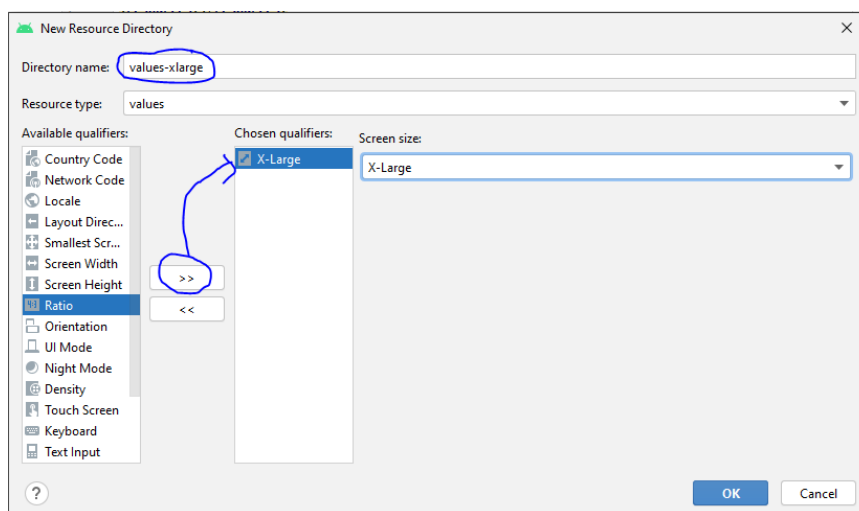 New Resource Directory
Directory name: values-xlarge
Resource type: values
Available qualifiers:
Country Code
Network Code
Locale
Layout Direc...
Smallest Scr...
Screen Width
Screen Height
Ratio
Orientation
UI Mode
Night Mode
Density
Touch Screen
Keyboard
Text Input
>>
<<
Chosen qualifiers:
X-Large
Screen size:
X-Large
?
OK
Cancel